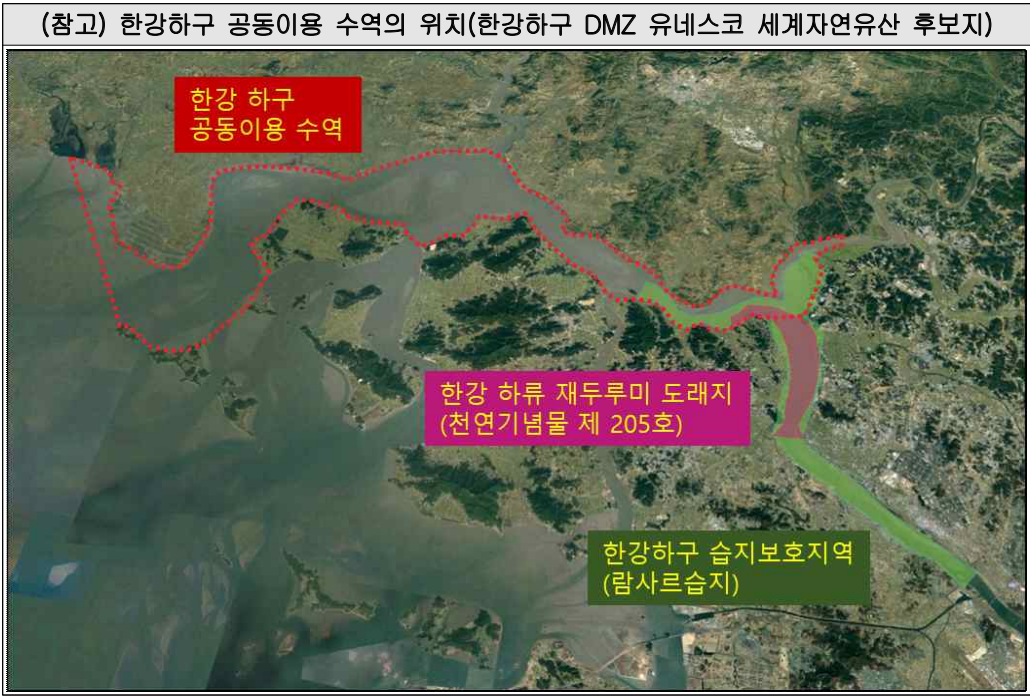 (참고) 한강하구 공동이용 수역의 위치(한강하구 DMZ 유네스코 세계자연유산 후보지)
한강 하구
공동이용 수역
한강 하류 재두루미 도래지
(천연기념물 제 205호)
한강하구 습지보호지역
(람사르습지)